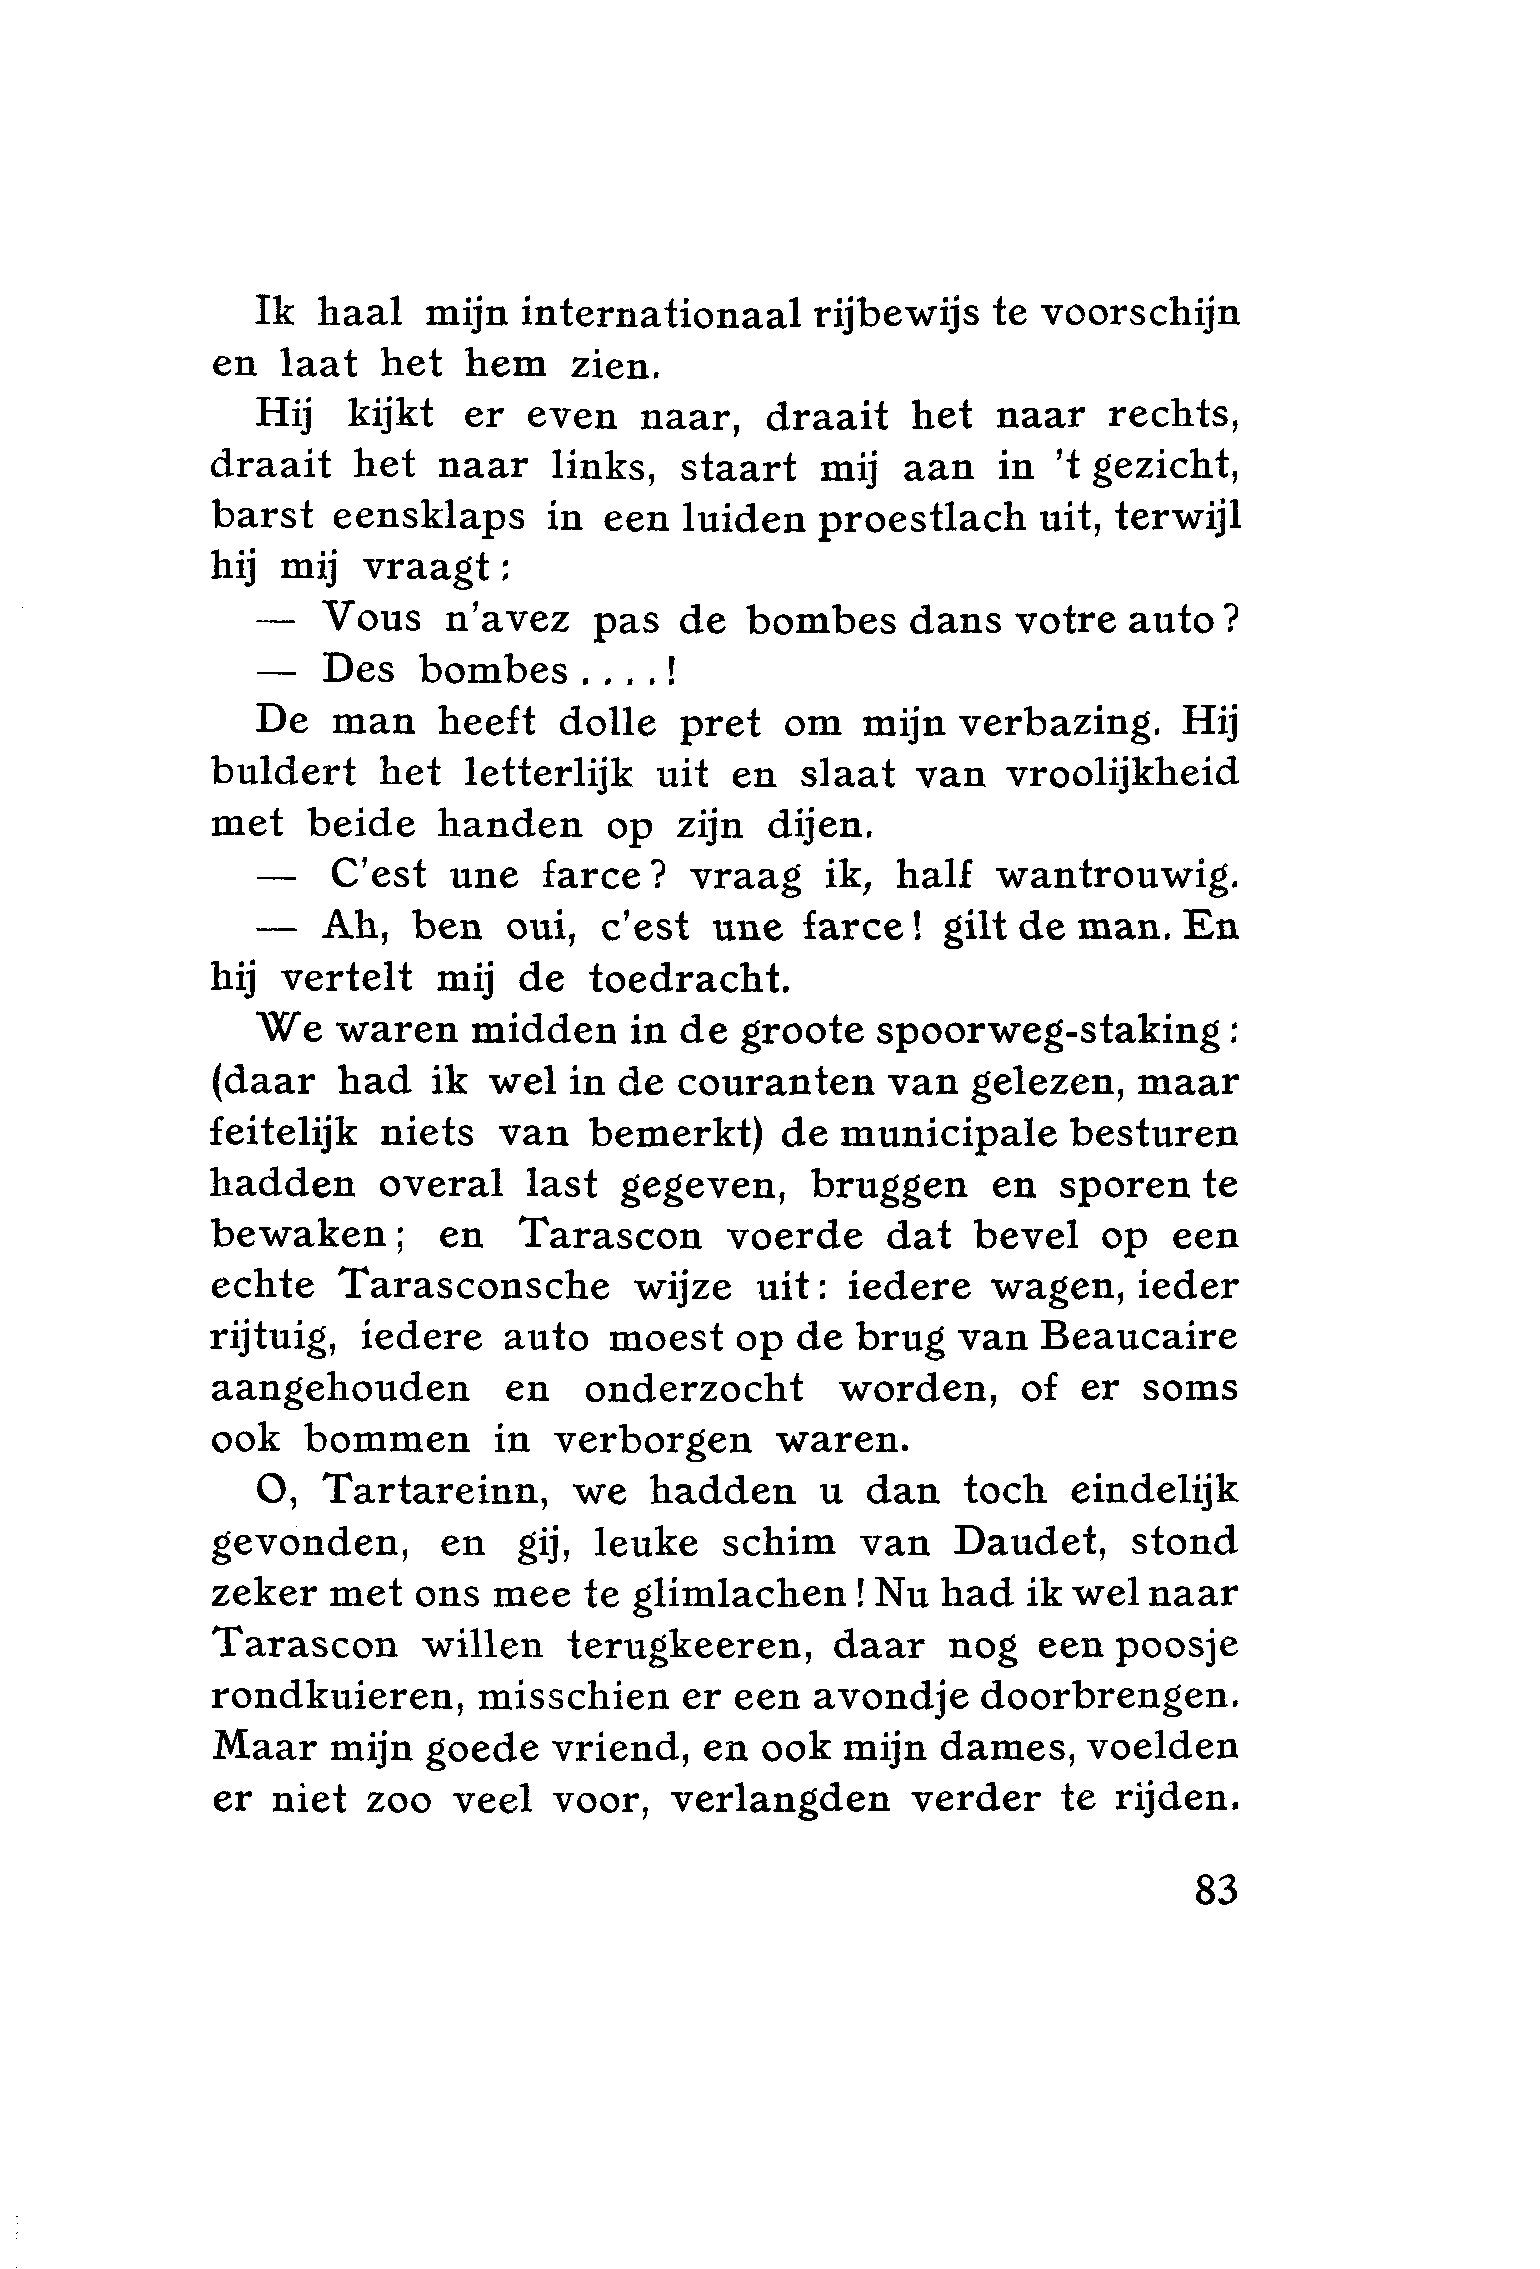 Ik haal mijn internationaal rijbewijs te voorschijn
en laat het hem zien.
Hij kijkt er even naar, draait het naar rechts,
draait het naar links, staart mij aan in 't gezicht,
barst eensklaps in een luiden proestlach uit, terwijl
hij mij vraagt :
— Vous n'avez pas de bombes dans votre auto ?
— Des bombes . . . . !
De man heeft dolle pret om mijn verbazing. Hij
buldert het letterlijk uit en slaat van vroolijkheid
met beide handen op zijn dijen.
— C'est une farce ? vraag ik, half wantrouwig.
— Ah, ben oui, c'est une farce ! gilt de man. En
hij vertelt mij de toedracht.
We waren midden in de groote spoorweg-staking :
(daar had ik wel in de couranten van gelezen, maar
feitelijk niets van bemerkt) de municipale besturen
hadden overal last gegeven, bruggen en sporen te
bewaken ; en Tarascon voerde dat bevel op een
echte Tarasconsche wijze uit : iedere wagen, ieder
rijtuig, iedere auto moest op de brug van Beaucaire
aangehouden en onderzocht worden, of er soms
ook bommen in verborgen waren.
O, Tartareinn, we hadden u dan toch eindelijk
gevonden, en gij, leuke schim van Daudet, stond
zeker met ons mee te glimlachen ! Nu had ik wel naar
Tarascon willen terugkeeren, daar nog een poosje
rondkuieren, misschien er een avondje doorbrengen.
Maar mijn goede vriend, en ook mijn dames, voelden
er niet zoo veel voor, verlangden verder te rijden.
83